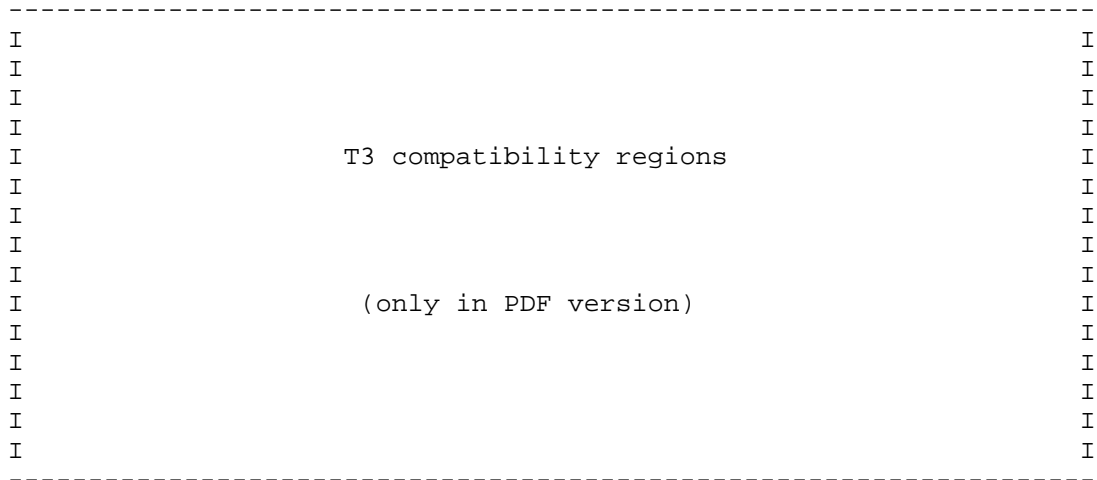 --------------------------------------------------------------------
I                                                                  I
I                                                                  I
I                                                                  I
I                                                                  I
I                    T3 compatibility regions                      I
I                                                                  I
I                                                                  I
I                                                                  I
I                                                                  I
I                     (only in PDF version)                        I
I                                                                  I
I                                                                  I
I                                                                  I
I                                                                  I
I                                                                  I
--------------------------------------------------------------------